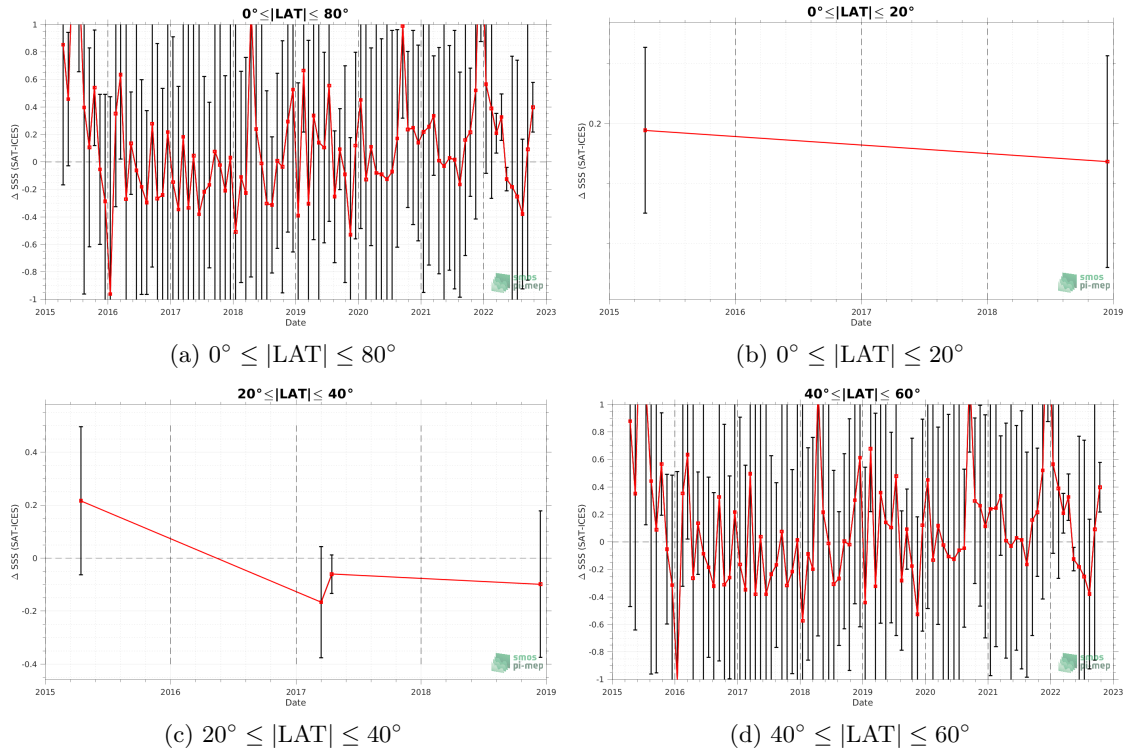 0°≤|LAT|≤ 80°
Δ SSS (SAT-ICES)
1
0.8
0.6
0.4
0.2
0
-0.2
-0.4
-0.6
-0.8
-1
2015 2016 2017 2018 2019 2020 2021 2022 2023
Date
smos
pi-mep
(a) 0° ≤ |LAT| ≤ 80°
0°≤|LAT|≤ 20°
Δ SSS (SAT-ICES)
0.2
2015 2016 2017 2018 2019
Date
smos
pi-mep
(b) 0° ≤ |LAT| ≤ 20°
20°≤|LAT|≤ 40°
Δ SSS (SAT-ICES)
0.4
0.2
0
-0.2
-0.4
2015 2016 2017 2018 2019
Date
smos
pi-mep
(c) 20° ≤ |LAT| ≤ 40°
40°≤|LAT|≤ 60°
Δ SSS (SAT-ICES)
1
0.8
0.6
0.4
0.2
0
-0.2
-0.4
-0.6
-0.8
-1
2015 2016 2017 2018 2019 2020 2021 2022 2023
Date
smos
pi-mep
(d) 40° ≤ |LAT| ≤ 60°